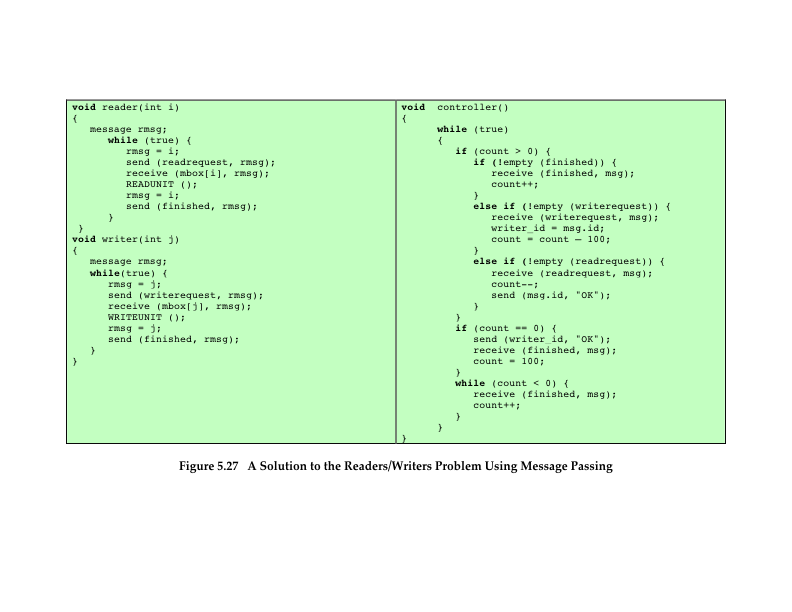 void reader(int i)
{
message rmsg;
while (true) {
rmsg = i;
send (readrequest, rmsg);
receive (mbox[i], rmsg);
READUNIT ();
rmsg = i;
send (finished, rmsg);
}
}
void writer(int j)
{
message rmsg;
while(true) {
rmsg = j;
send (writerequest, rmsg);
receive (mbox[j], rmsg);
WRITEUNIT ();
rmsg = j;
send (finished, rmsg);
}
}
void controller()
{
while (true)
{
if (count > 0) {
if (!empty (finished)) {
receive (finished, msg);
count++;
}
else if (!empty (writerequest)) {
receive (writerequest, msg);
writer_id = msg.id;
count = count – 100;
}
else if (!empty (readrequest)) {
receive (readrequest, msg);
count--;
send (msg.id, "OK");
}
}
if (count == 0) {
send (writer_id, "OK");
receive (finished, msg);
count = 100;
}
while (count < 0) {
receive (finished, msg);
count++;
}
}
}
Figure 5.27 A Solution to the Readers/Writers Problem Using Message Passing